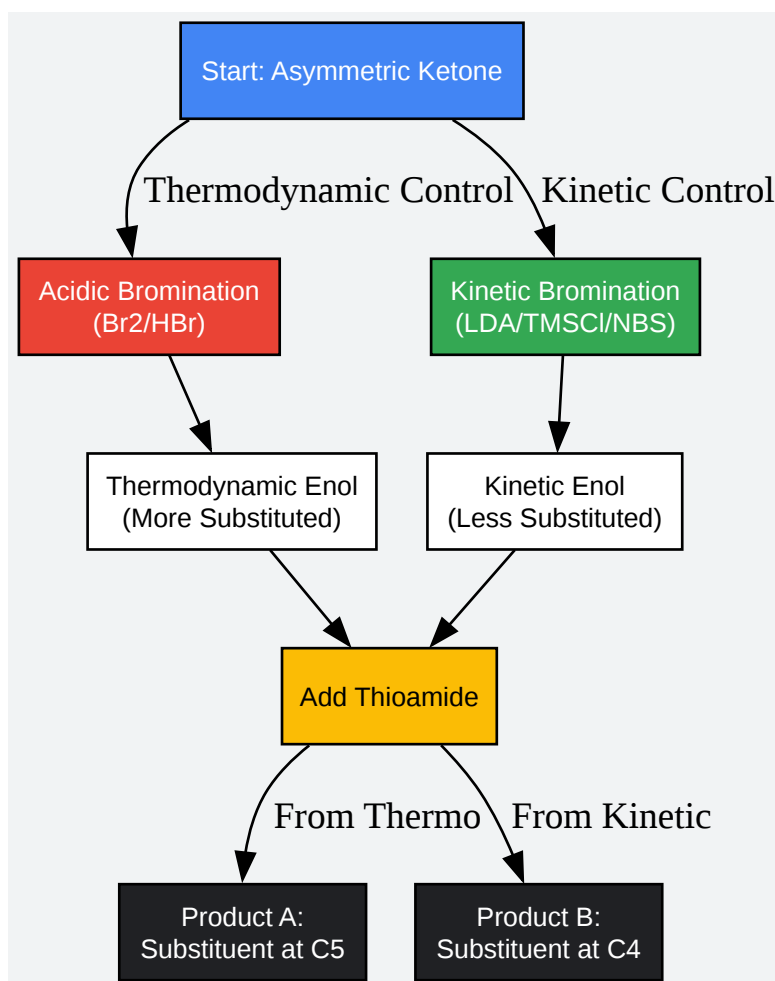 Start: Asymmetric Ketone
Thermodynamic Control
Kinetic Control
Acidic Bromination
(Br2/HBr)
Kinetic Bromination
(LDA/TMSCl/NBS)
Thermodynamic Enol
(More Substituted)
Kinetic Enol
(Less Substituted)
Add Thioamide
From Thermo
From Kinetic
Product A:
Substituent at C5
Product B:
Substituent at C4